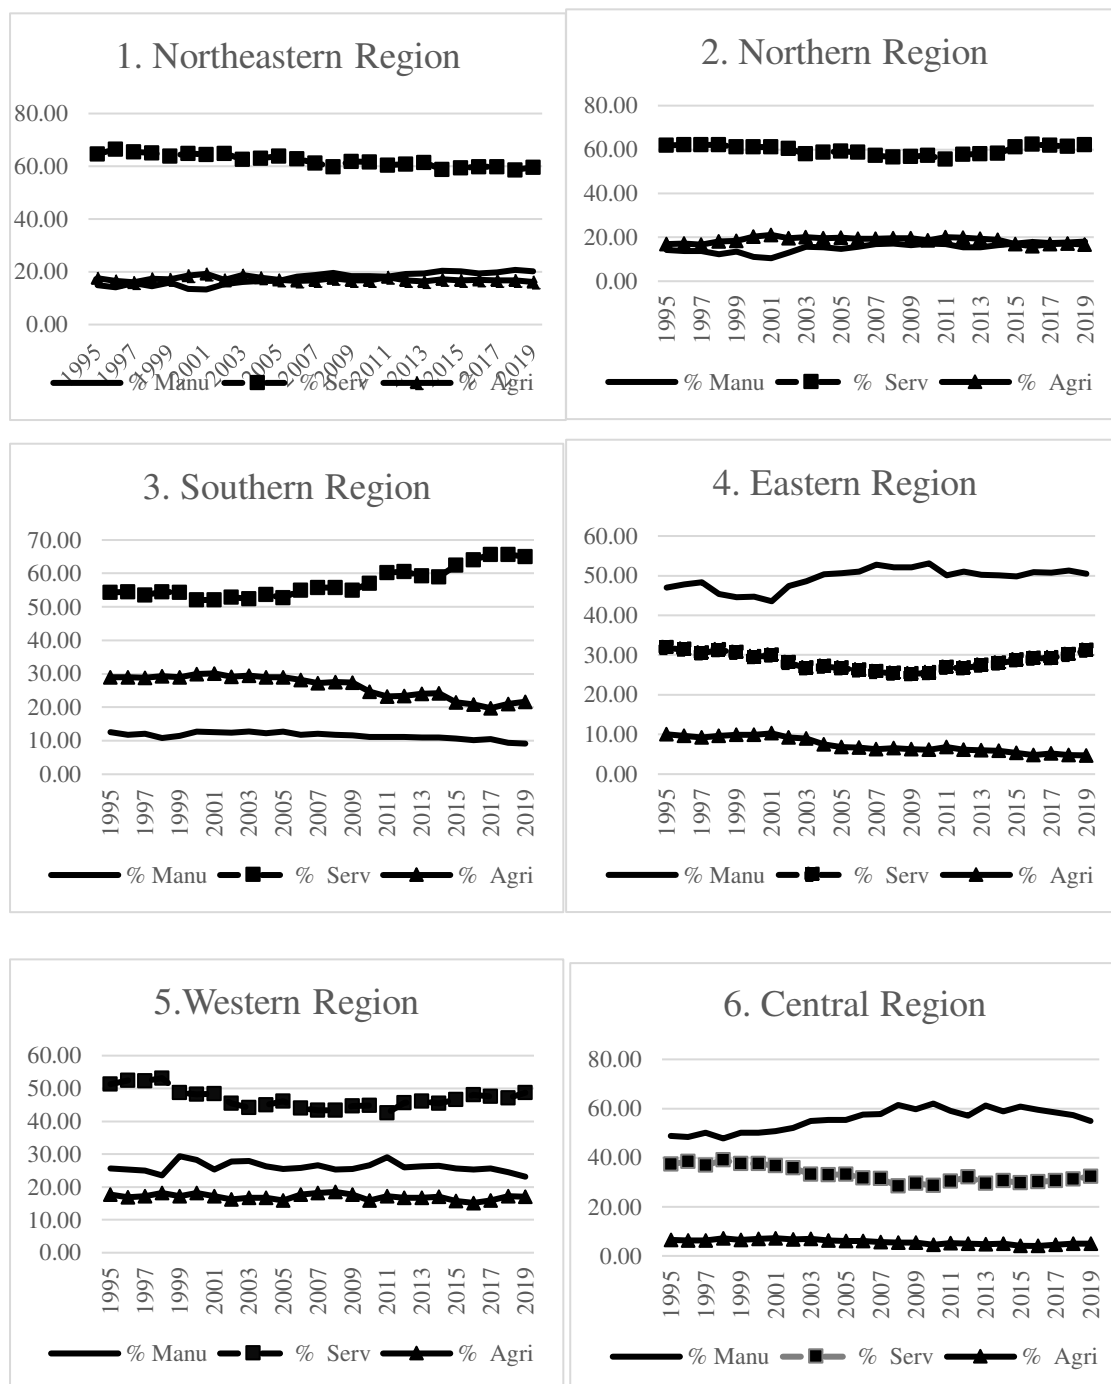 1. Northeastern Region
80.00
60.00
40.00
20.00
0.00
1995 1997 1999 2001 2003 2005 2007 2009 2011 2013 2015 2017 2019
% Manu % Serv % Agri
2. Northern Region
80.00
60.00
40.00
20.00
0.00
1995 1997 1999 2001 2003 2005 2007 2009 2011 2013 2015 2017 2019
% Manu % Serv % Agri
3. Southern Region
70.00
60.00
50.00
40.00
30.00
20.00
10.00
0.00
1995 1997 1999 2001 2003 2005 2007 2009 2011 2013 2015 2017 2019
% Manu % Serv % Agri
4. Eastern Region
60.00
50.00
40.00
30.00
20.00
10.00
0.00
1995 1997 1999 2001 2003 2005 2007 2009 2011 2013 2015 2017 2019
% Manu % Serv % Agri
5.Western Region
60.00
50.00
40.00
30.00
20.00
10.00
0.00
1995 1997 1999 2001 2003 2005 2007 2009 2011 2013 2015 2017 2019
% Manu % Serv % Agri
6. Central Region
80.00
60.00
40.00
20.00
0.00
1995 1997 1999 2001 2003 2005 2007 2009 2011 2013 2015 2017 2019
% Manu % Serv % Agri